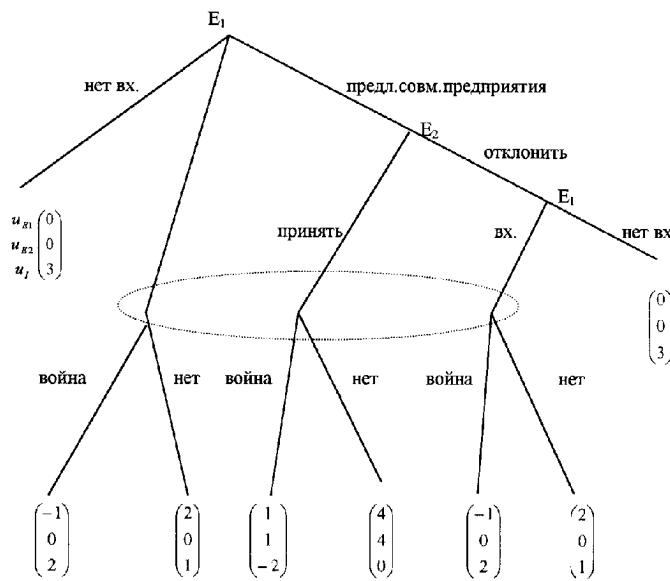 E₁
нет вх.
предл.совм.предприятия
E₂
отклонить
E₁
принять
вх.
нет вх
u_E1 0
u_E2 0
u_I 3
0
0
3
война нет война нет война нет
(−1 0 2) (2 0 1) (1 1 −2) (4 4 0) (−1 0 2) (2 0 1)